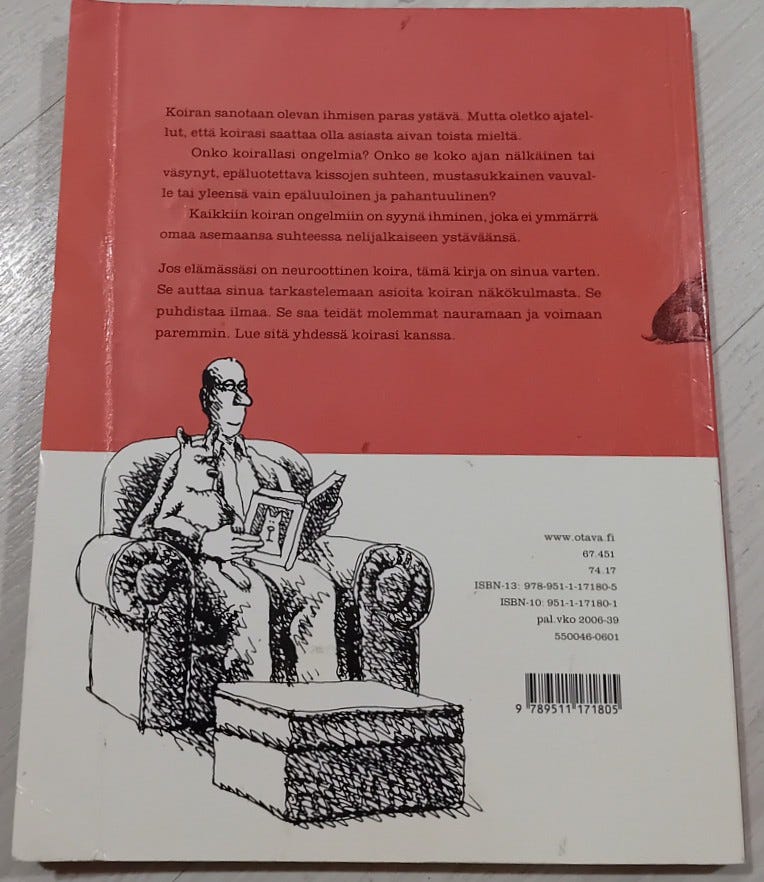 Koiran sanotaan olevan ihmisen paras ystävä. Mutta oletko ajatel-
lut, että koirasi saattaa olla asiasta aivan toista mieltä.
Onko koirallasi ongelmia? Onko se koko ajan nälkäinen tai
väsynyt, epäluotettava kissojen suhteen, mustasukkainen vauval-
le tai yleensä vain epäluuloinen ja pahantuulinen?
Kaikkiin koiran ongelmiin on syynä ihminen, joka ei ymmärrä
omaa asemaansa suhteessa nelijalkaiseen ystäväänsä.
Jos elämässäsi on neuroottinen koira, tämä kirja on sinua varten.
Se auttaa sinua tarkastelemaan asioita koiran näkökulmasta. Se
puhdistaa ilmaa. Se saa teidät molemmat nauramaan ja voimaan
paremmin. Lue sitä yhdessä koirasi kanssa.
www.otava.fi
67.451
74.17
ISBN-13: 978-951-1-17180-5
ISBN-10: 951-1-17180-1
pal.vko 2006-39
550046-0601
9 789511 171805